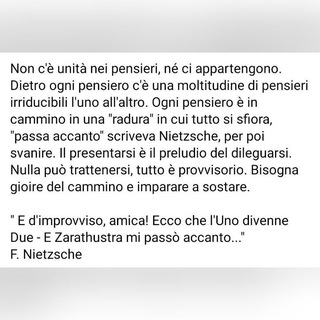 Non c'è unità nei pensieri, né ci appartengono.
Dietro ogni pensiero c'è una moltitudine di pensieri
irriducibili l'uno all'altro. Ogni pensiero è in
cammino in una "radura" in cui tutto si sfiora,
"passa accanto" scriveva Nietzsche, per poi
svanire. Il presentarsi è il preludio del dileguarsi.
Nulla può trattenersi, tutto è provvisorio. Bisogna
gioire del cammino e imparare a sostare.
" E d'improvviso, amica! Ecco che l'Uno divenne
Due - E Zarathustra mi passò accanto..."
F. Nietzsche